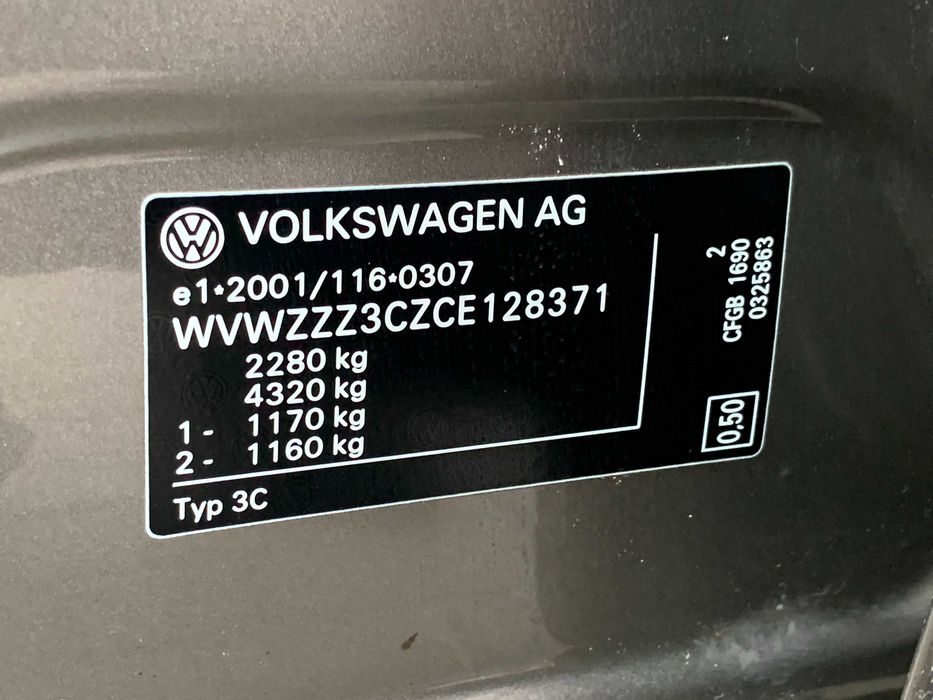 VOLKSWAGEN AG
e1*2001/116*0307
WVWZZZ3CZCE128371
2280 kg
4320 kg
1 - 1170 kg
2 - 1160 kg
Typ 3C
2
CFGB 1690
0325863
0,50